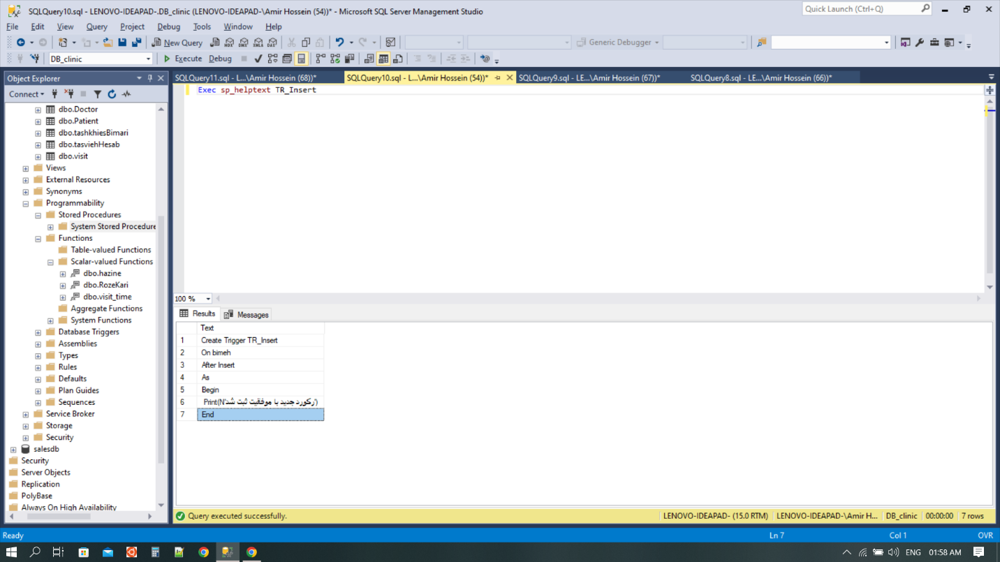 SQLQuery10.sql - LENOVO-IDEAPAD-.DB_clinic (LENOVO-IDEAPAD-\Amir Hossein (54))* - Microsoft SQL Server Management Studio
Quick Launch (Ctrl+Q)
File Edit View Query Project Debug Tools Window Help
New Query MDX DMX XMLA DAX Generic Debugger
DB_clinic Execute Debug
Object Explorer
SQLQuery11.sql - L...\Amir Hossein (68))* SQLQuery10.sql - L...\Amir Hossein (54))* SQLQuery9.sql - LE...\Amir Hossein (67))* SQLQuery8.sql - LE...\Amir Hossein (66))*
Connect
Exec sp_helptext TR_Insert
dbo.Doctor
dbo.Patient
dbo.tashkhiesBimari
dbo.tasviehHesab
dbo.visit
Views
External Resources
Synonyms
Programmability
Stored Procedures
System Stored Procedure
Functions
Table-valued Functions
Scalar-valued Functions
dbo.hazine
dbo.RozeKari
dbo.visit_time
Aggregate Functions
System Functions
Database Triggers
Assemblies
Types
Rules
Defaults
Plan Guides
Sequences
Service Broker
Storage
Security
salesdb
Security
Server Objects
Replication
PolyBase
Always On High Availability
100 %
Results Messages
Text
1 Create Trigger TR_Insert
2 On bimeh
3 After Insert
4 As
5 Begin
6 Print(N'رکورد جدید با موفقیت ثبت شد')
7 End
Query executed successfully. LENOVO-IDEAPAD- (15.0 RTM) LENOVO-IDEAPAD-\Amir H... DB_clinic 00:00:00 7 rows
Ready Ln 7 Col 1 OVR
ENG 01:58 AM